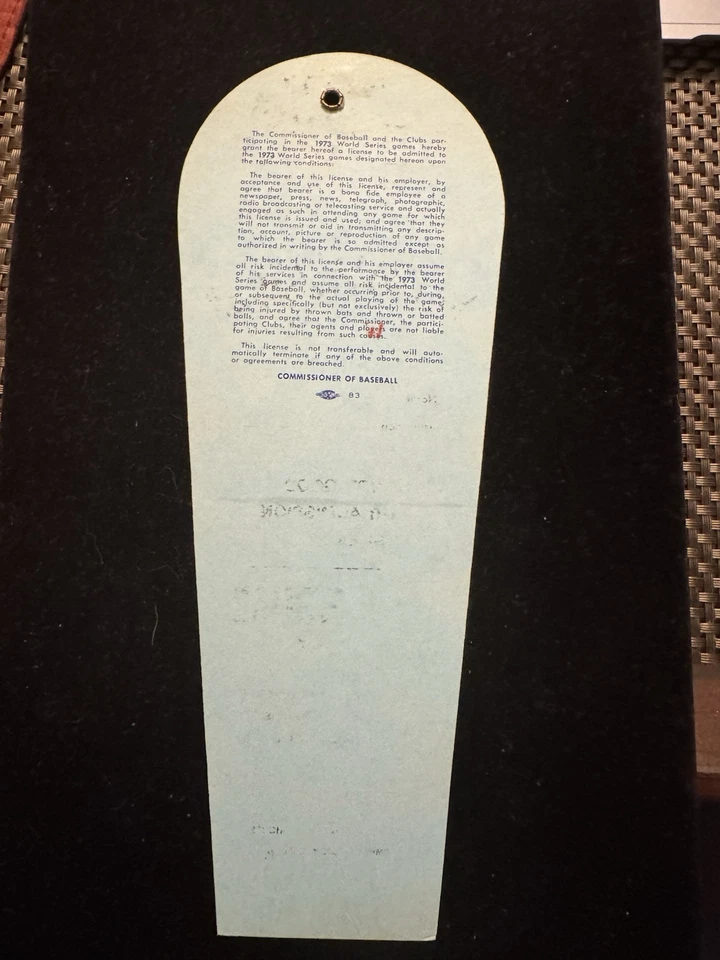 The Commissioner of Baseball and the Clubs par-
ticipating in the 1973 World Series games hereby
grant the bearer hereof a license to be admitted to
the 1973 World Series games designated hereon upon
the following conditions:
The bearer of this license and his employer, by
acceptance and use of this license, represent and
agree that bearer is a bona fide employee of a
newspaper, press, news, telegraph, photographic,
radio broadcasting or telecasting service and actually
engaged as such in attending any game for which
this license is issued and used; and agree that they
will not transmit or aid in transmitting any descrip-
tion, account, picture or reproduction of any game
to which the bearer is so admitted except as
authorized in writing by the Commissioner of Baseball.
The bearer of this license and his employer assume
all risk incidental to the performance by the bearer
of his services in connection with the 1973 World
Series games and assume all risk incidental to the
game of Baseball, whether occurring prior to, during,
or subsequent to the actual playing of the game;
including specifically (but not exclusively) the risk of
being injured by thrown bats and thrown or batted
balls, and agree that the Commissioner, the partici-
pating Clubs, their agents and players are not liable
for injuries resulting from such causes.
This license is not transferable and will auto-
matically terminate if any of the above conditions
or agreements are breached.
COMMISSIONER OF BASEBALL
83